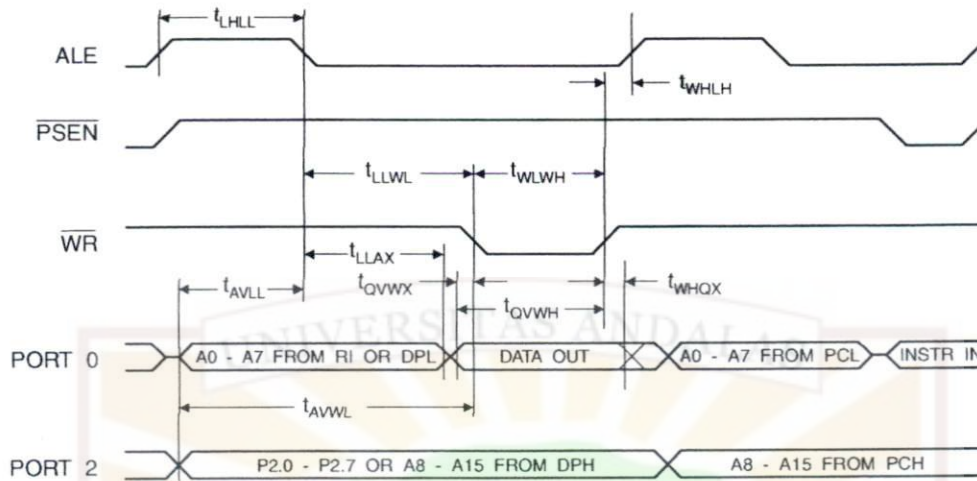 tLHLL
ALE
tWHLH
PSEN
tLLWL
tWLWH
WR
tLLAX
tQVWX
tWHQX
tAVLL
tQVWH
UNIVERSITAS ANDALAS
PORT 0
A0 - A7 FROM RI OR DPL
DATA OUT
A0 - A7 FROM PCL
INSTR IN
tAVWL
PORT 2
P2.0 - P2.7 OR A8 - A15 FROM DPH
A8 - A15 FROM PCH